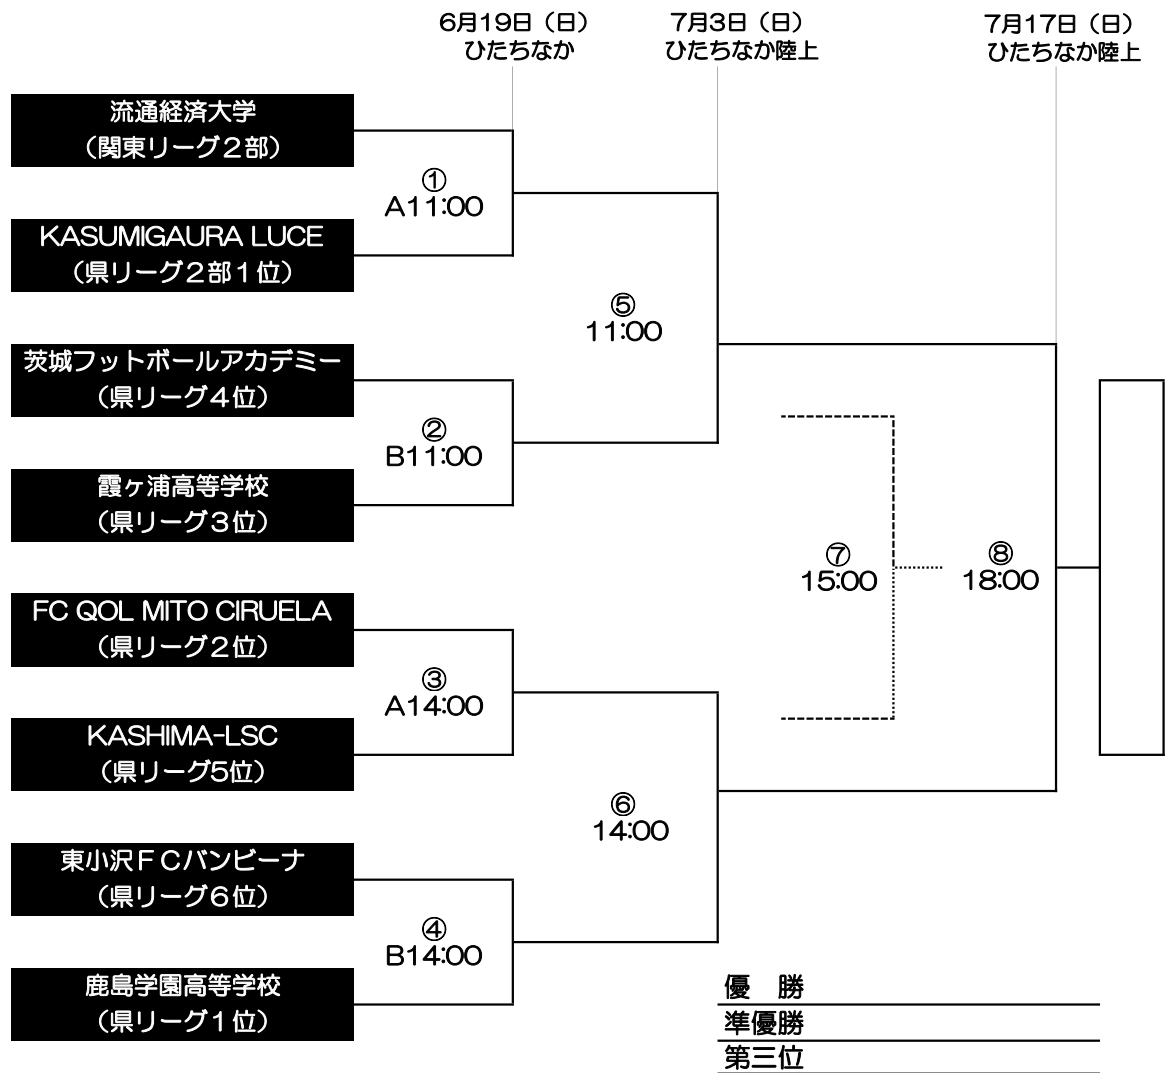 6月19日（日）
ひたちなか
7月3日（日）
ひたちなか陸上
7月17日（日）
ひたちなか陸上
流通経済大学
（関東リーグ２部）
①
A11:00
KASUMIGAURA LUCE
（県リーグ２部１位）
⑤
11:00
茨城フットボールアカデミー
（県リーグ４位）
②
B11:00
霞ヶ浦高等学校
（県リーグ３位）
⑦
15:00
⑧
18:00
FC QOL MITO CIRUELA
（県リーグ２位）
③
A14:00
KASHIMA-LSC
（県リーグ5位）
⑥
14:00
東小沢ＦＣバンビーナ
（県リーグ６位）
④
B14:00
鹿島学園高等学校
（県リーグ１位）
優　勝
準優勝
第三位